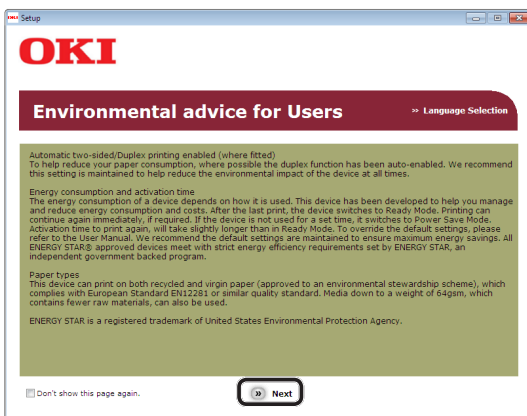 OKI Setup
OKI
Environmental advice for Users
» Language Selection
Automatic two-sided/Duplex printing enabled (where fitted)
To help reduce your paper consumption, where possible the duplex function has been auto-enabled. We recommend
this setting is maintained to help reduce the environmental impact of the device at all times.
Energy consumption and activation time
The energy consumption of a device depends on how it is used. This device has been developed to help you manage
and reduce energy consumption and costs. After the last print, the device switches to Ready Mode. Printing can
continue again immediately, if required. If the device is not used for a set time, it switches to Power Save Mode.
Activation time to print again, will take slightly longer than in Ready Mode. To override the default settings, please
refer to the User Manual. We recommend the default settings are maintained to ensure maximum energy savings. All
ENERGY STAR® approved devices meet with strict energy efficiency requirements set by ENERGY STAR, an
independent government backed program.
Paper types
This device can print on both recycled and virgin paper (approved to an environmental stewardship scheme), which
complies with European Standard EN12281 or similar quality standard. Media down to a weight of 64gsm, which
contains fewer raw materials, can also be used.
ENERGY STAR is a registered trademark of United States Environmental Protection Agency.
Don't show this page again.
» Next